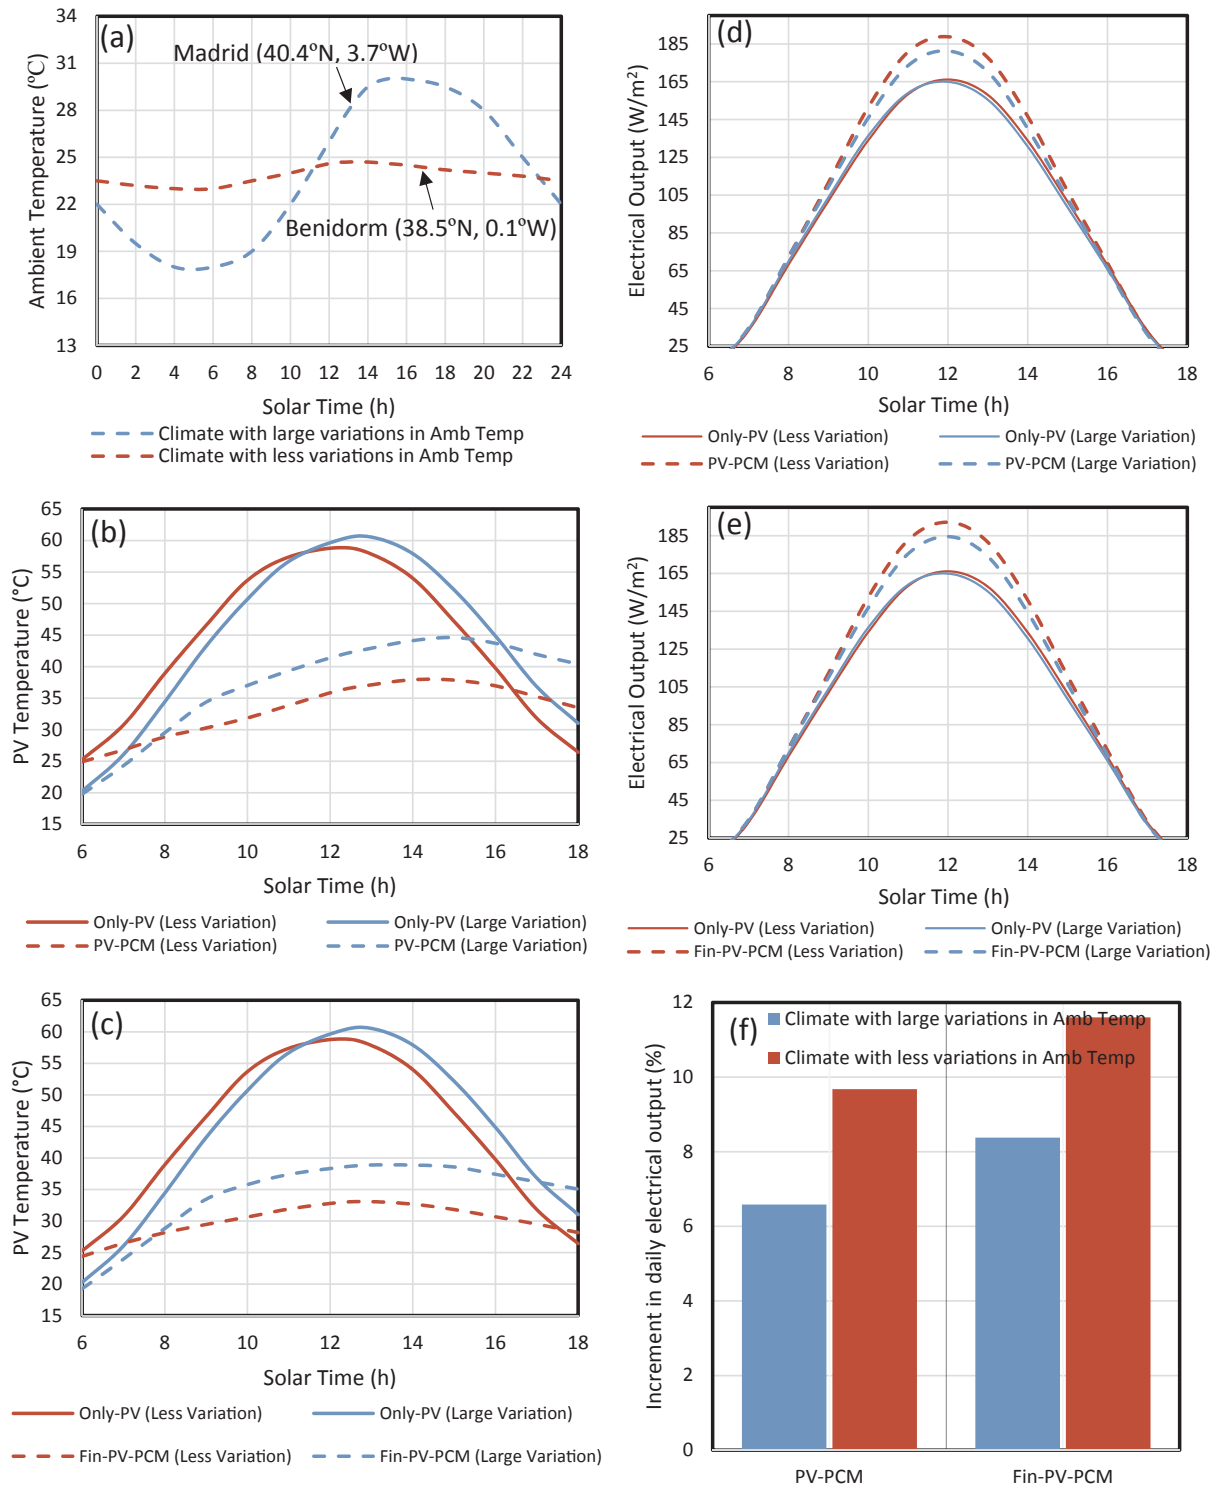 (a)
Madrid (40.4°N, 3.7°W)
Benidorm (38.5°N, 0.1°W)
Ambient Temperature (°C)
34
31
28
25
22
19
16
13
0 2 4 6 8 10 12 14 16 18 20 22 24
Solar Time (h)
Climate with large variations in Amb Temp
Climate with less variations in Amb Temp
(d)
Electrical Output (W/m²)
185
165
145
125
105
85
65
45
25
6 8 10 12 14 16 18
Solar Time (h)
Only-PV (Less Variation) Only-PV (Large Variation)
PV-PCM (Less Variation) PV-PCM (Large Variation)
(b)
PV Temperature (°C)
65
60
55
50
45
40
35
30
25
20
15
6 8 10 12 14 16 18
Solar Time (h)
Only-PV (Less Variation) Only-PV (Large Variation)
PV-PCM (Less Variation) PV-PCM (Large Variation)
(e)
Electrical Output (W/m²)
185
165
145
125
105
85
65
45
25
6 8 10 12 14 16 18
Solar Time (h)
Only-PV (Less Variation) Only-PV (Large Variation)
Fin-PV-PCM (Less Variation) Fin-PV-PCM (Large Variation)
(c)
PV Temperature (°C)
65
60
55
50
45
40
35
30
25
20
15
6 8 10 12 14 16 18
Solar Time (h)
Only-PV (Less Variation) Only-PV (Large Variation)
Fin-PV-PCM (Less Variation) Fin-PV-PCM (Large Variation)
(f)
Climate with large variations in Amb Temp
Climate with less variations in Amb Temp
Increment in daily electrical output (%)
12
10
8
6
4
2
0
PV-PCM Fin-PV-PCM